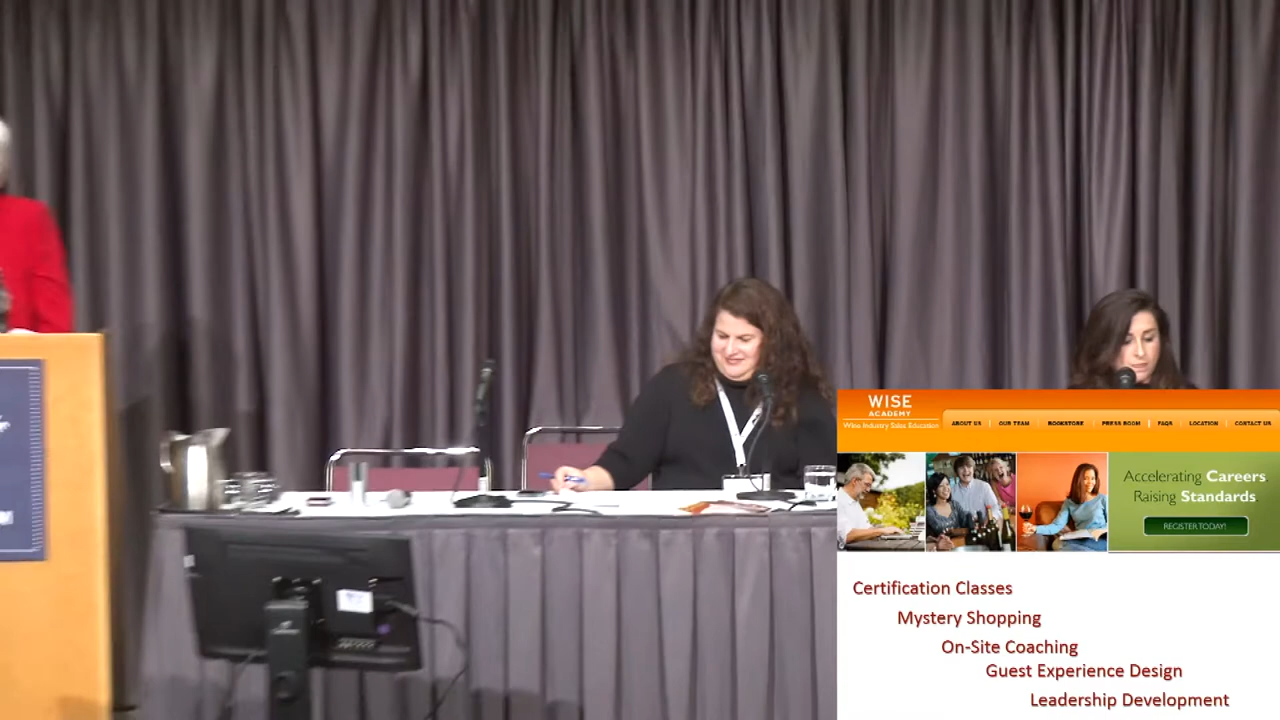 WISE
ACADEMY
Wine Industry Sales Education
ABOUT US | OUR TEAM | BOOKSTORE | PRESS ROOM | FAQS | LOCATION | CONTACT US
Accelerating Careers.
Raising Standards
REGISTER TODAY!
Certification Classes
Mystery Shopping
On-Site Coaching
Guest Experience Design
Leadership Development